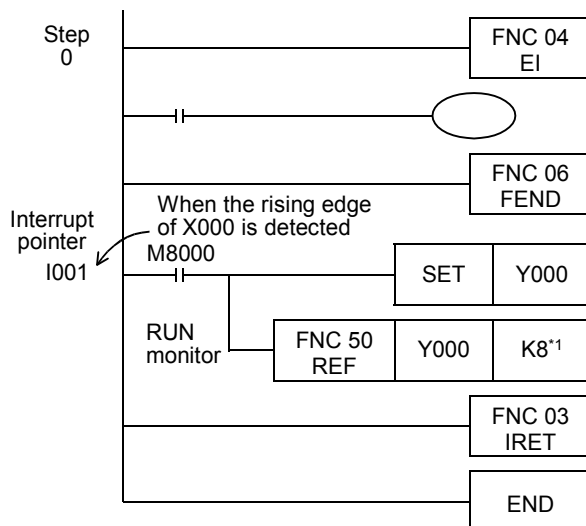 Step
0
FNC 04
EI
FNC 06
FEND
Interrupt
pointer
I001
When the rising edge
of X000 is detected
M8000
SET
Y000
RUN
monitor
FNC 50
REF
Y000
K8*1
FNC 03
IRET
END